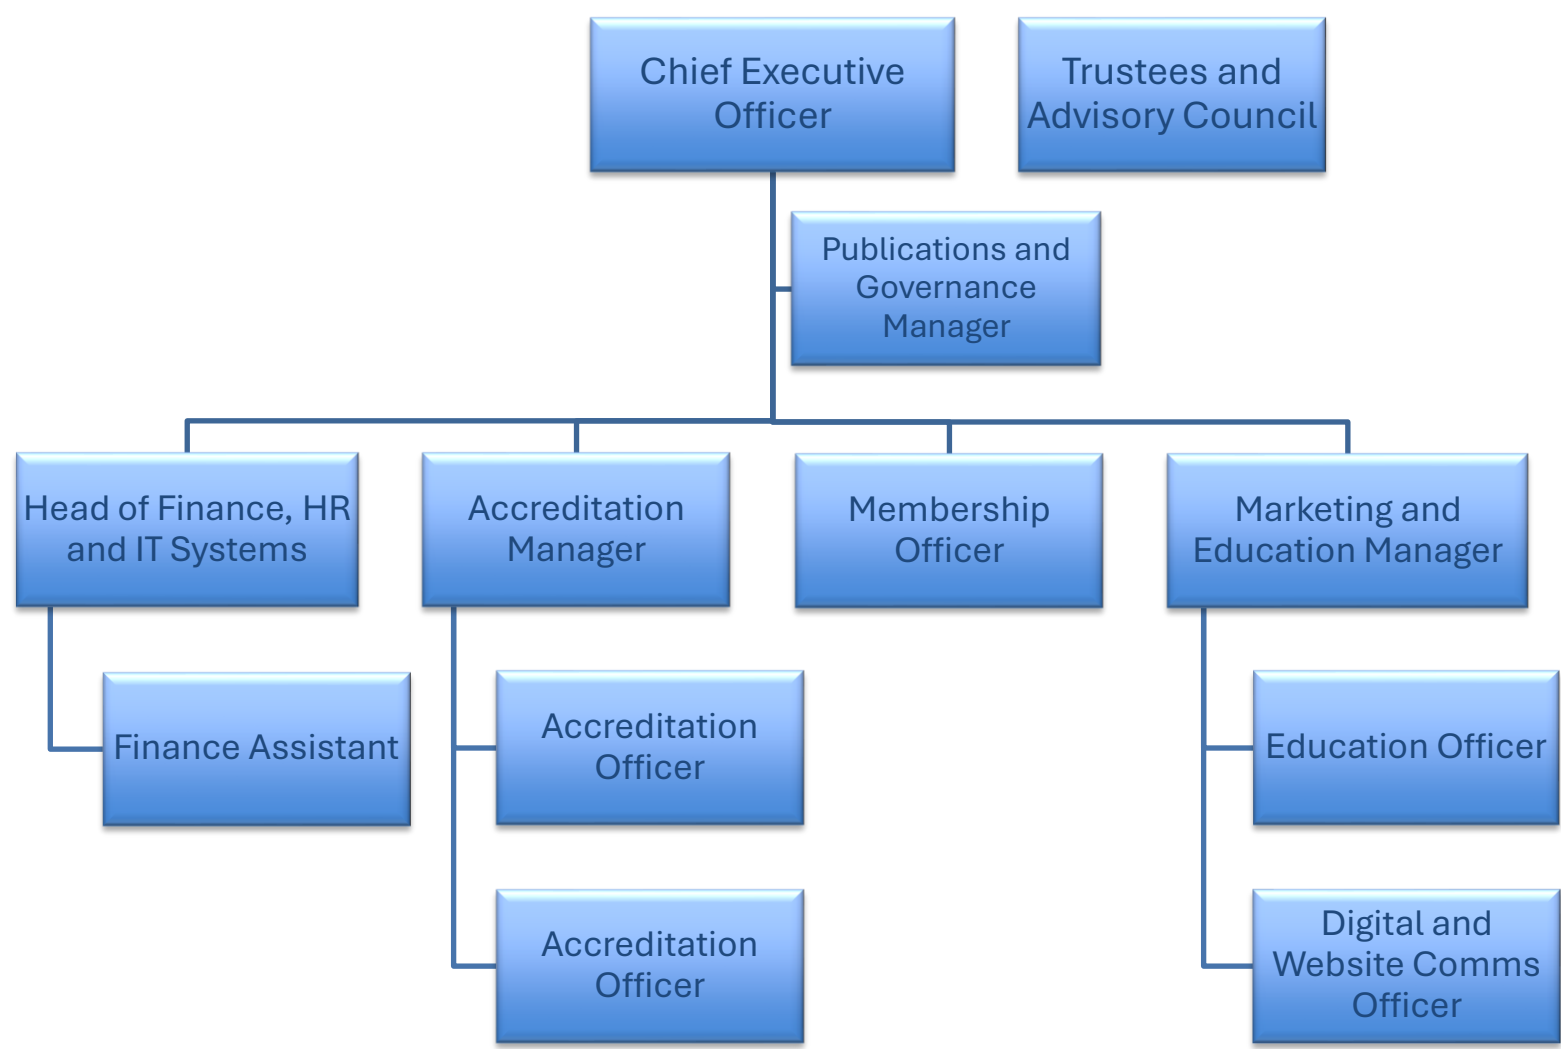 Chief Executive
Officer
Trustees and
Advisory Council
Publications and
Governance
Manager
Head of Finance, HR
and IT Systems
Accreditation
Manager
Membership
Officer
Marketing and
Education Manager
Finance Assistant
Accreditation
Officer
Education Officer
Accreditation
Officer
Digital and
Website Comms
Officer